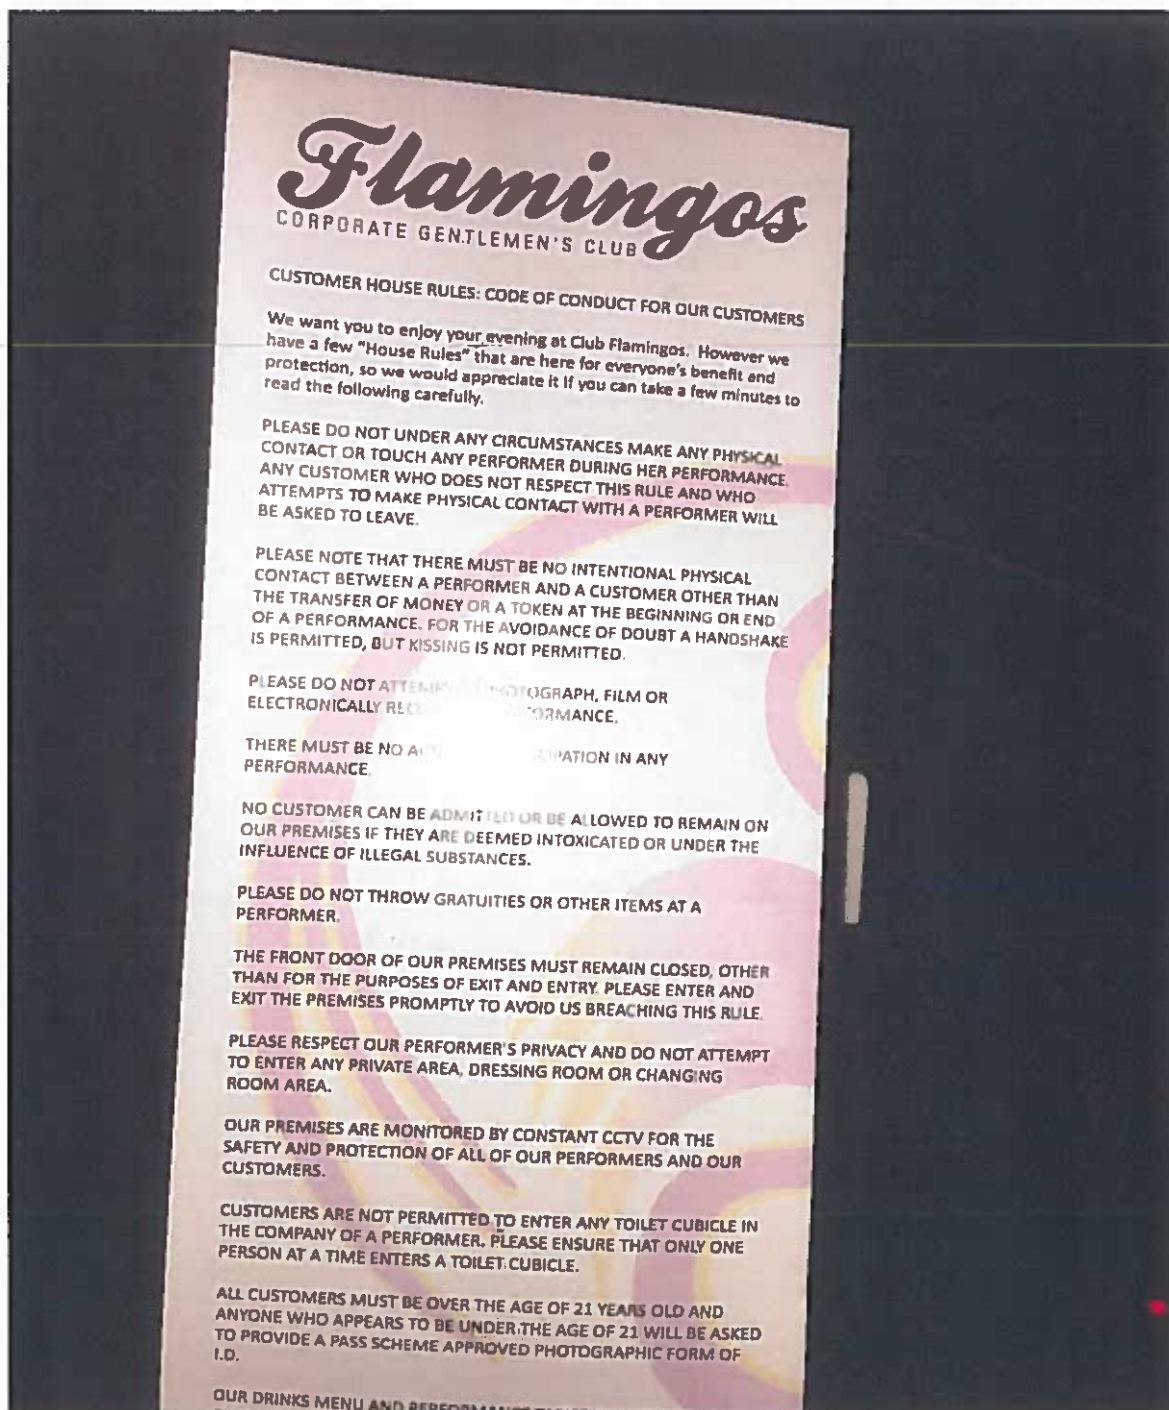 Flamingos
CORPORATE GENTLEMEN'S CLUB
CUSTOMER HOUSE RULES: CODE OF CONDUCT FOR OUR CUSTOMERS
We want you to enjoy your evening at Club Flamingos. However we
have a few "House Rules" that are here for everyone's benefit and
protection, so we would appreciate it if you can take a few minutes to
read the following carefully.
PLEASE DO NOT UNDER ANY CIRCUMSTANCES MAKE ANY PHYSICAL
CONTACT OR TOUCH ANY PERFORMER DURING HER PERFORMANCE.
ANY CUSTOMER WHO DOES NOT RESPECT THIS RULE AND WHO
ATTEMPTS TO MAKE PHYSICAL CONTACT WITH A PERFORMER WILL
BE ASKED TO LEAVE.
PLEASE NOTE THAT THERE MUST BE NO INTENTIONAL PHYSICAL
CONTACT BETWEEN A PERFORMER AND A CUSTOMER OTHER THAN
THE TRANSFER OF MONEY OR A TOKEN AT THE BEGINNING OR END
OF A PERFORMANCE. FOR THE AVOIDANCE OF DOUBT A HANDSHAKE
IS PERMITTED, BUT KISSING IS NOT PERMITTED.
PLEASE DO NOT ATTEMPT PHOTOGRAPH, FILM OR
ELECTRONICALLY
THERE MUST BE NO IN ANY
PERFORMANCE.
NO CUSTOMER CAN BE ADMITTED OR BE ALLOWED TO REMAIN ON
OUR PREMISES IF THEY ARE DEEMED INTOXICATED OR UNDER THE
INFLUENCE OF ILLEGAL SUBSTANCES.
PLEASE DO NOT THROW GRATUITIES OR OTHER ITEMS AT A
PERFORMER.
THE FRONT DOOR OF OUR PREMISES MUST REMAIN CLOSED, OTHER
THAN FOR THE PURPOSES OF EXIT AND ENTRY. PLEASE ENTER AND
EXIT THE PREMISES PROMPTLY TO AVOID US BREACHING THIS RULE.
PLEASE RESPECT OUR PERFORMER'S PRIVACY AND DO NOT ATTEMPT
TO ENTER ANY PRIVATE AREA, DRESSING ROOM OR CHANGING
ROOM AREA.
OUR PREMISES ARE MONITORED BY CONSTANT CCTV FOR THE
SAFETY AND PROTECTION OF ALL OF OUR PERFORMERS AND OUR
CUSTOMERS.
CUSTOMERS ARE NOT PERMITTED TO ENTER ANY TOILET CUBICLE IN
THE COMPANY OF A PERFORMER. PLEASE ENSURE THAT ONLY ONE
PERSON AT A TIME ENTERS A TOILET CUBICLE.
ALL CUSTOMERS MUST BE OVER THE AGE OF 21 YEARS OLD AND
ANYONE WHO APPEARS TO BE UNDER THE AGE OF 21 WILL BE ASKED
TO PROVIDE A PASS SCHEME APPROVED PHOTOGRAPHIC FORM OF
I.D.
OUR DRINKS MENU AND